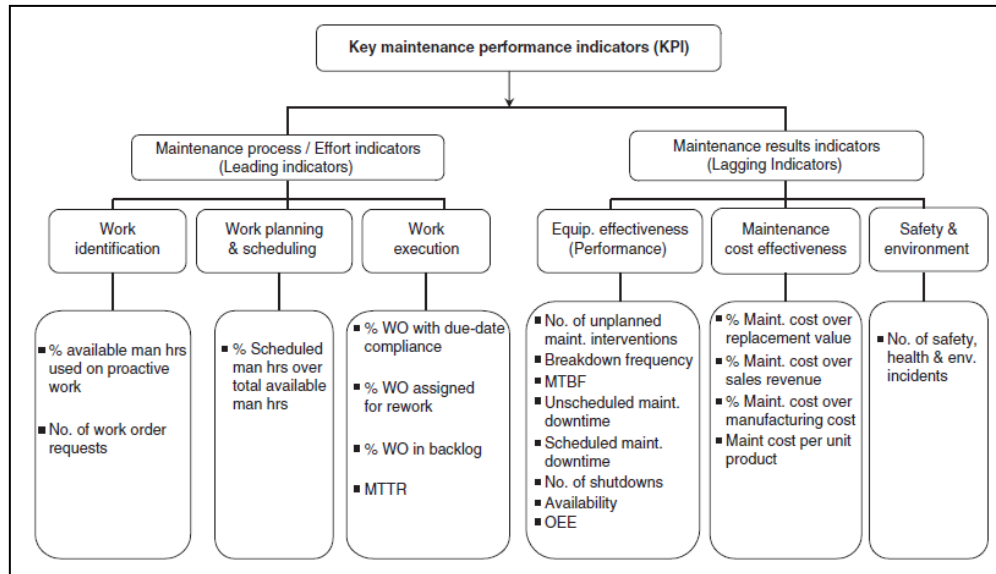 Key maintenance performance indicators (KPI)
Maintenance process / Effort indicators
(Leading indicators)
Maintenance results indicators
(Lagging Indicators)
Work
identification
Work planning
& scheduling
Work
execution
Equip. effectiveness
(Performance)
Maintenance
cost effectiveness
Safety &
environment
▪ % available man hrs
used on proactive
work
▪ No. of work order
requests
▪ % Scheduled
man hrs over
total available
man hrs
▪ % WO with due-date
compliance
▪ % WO assigned
for rework
▪ % WO in backlog
▪ MTTR
▪ No. of unplanned
maint. interventions
▪ Breakdown frequency
▪ MTBF
▪ Unscheduled maint.
downtime
▪ Scheduled maint.
downtime
▪ No. of shutdowns
▪ Availability
▪ OEE
▪ % Maint. cost over
replacement value
▪ % Maint. cost over
sales revenue
▪ % Maint. cost over
manufacturing cost
▪ Maint cost per unit
product
▪ No. of safety,
health & env.
incidents